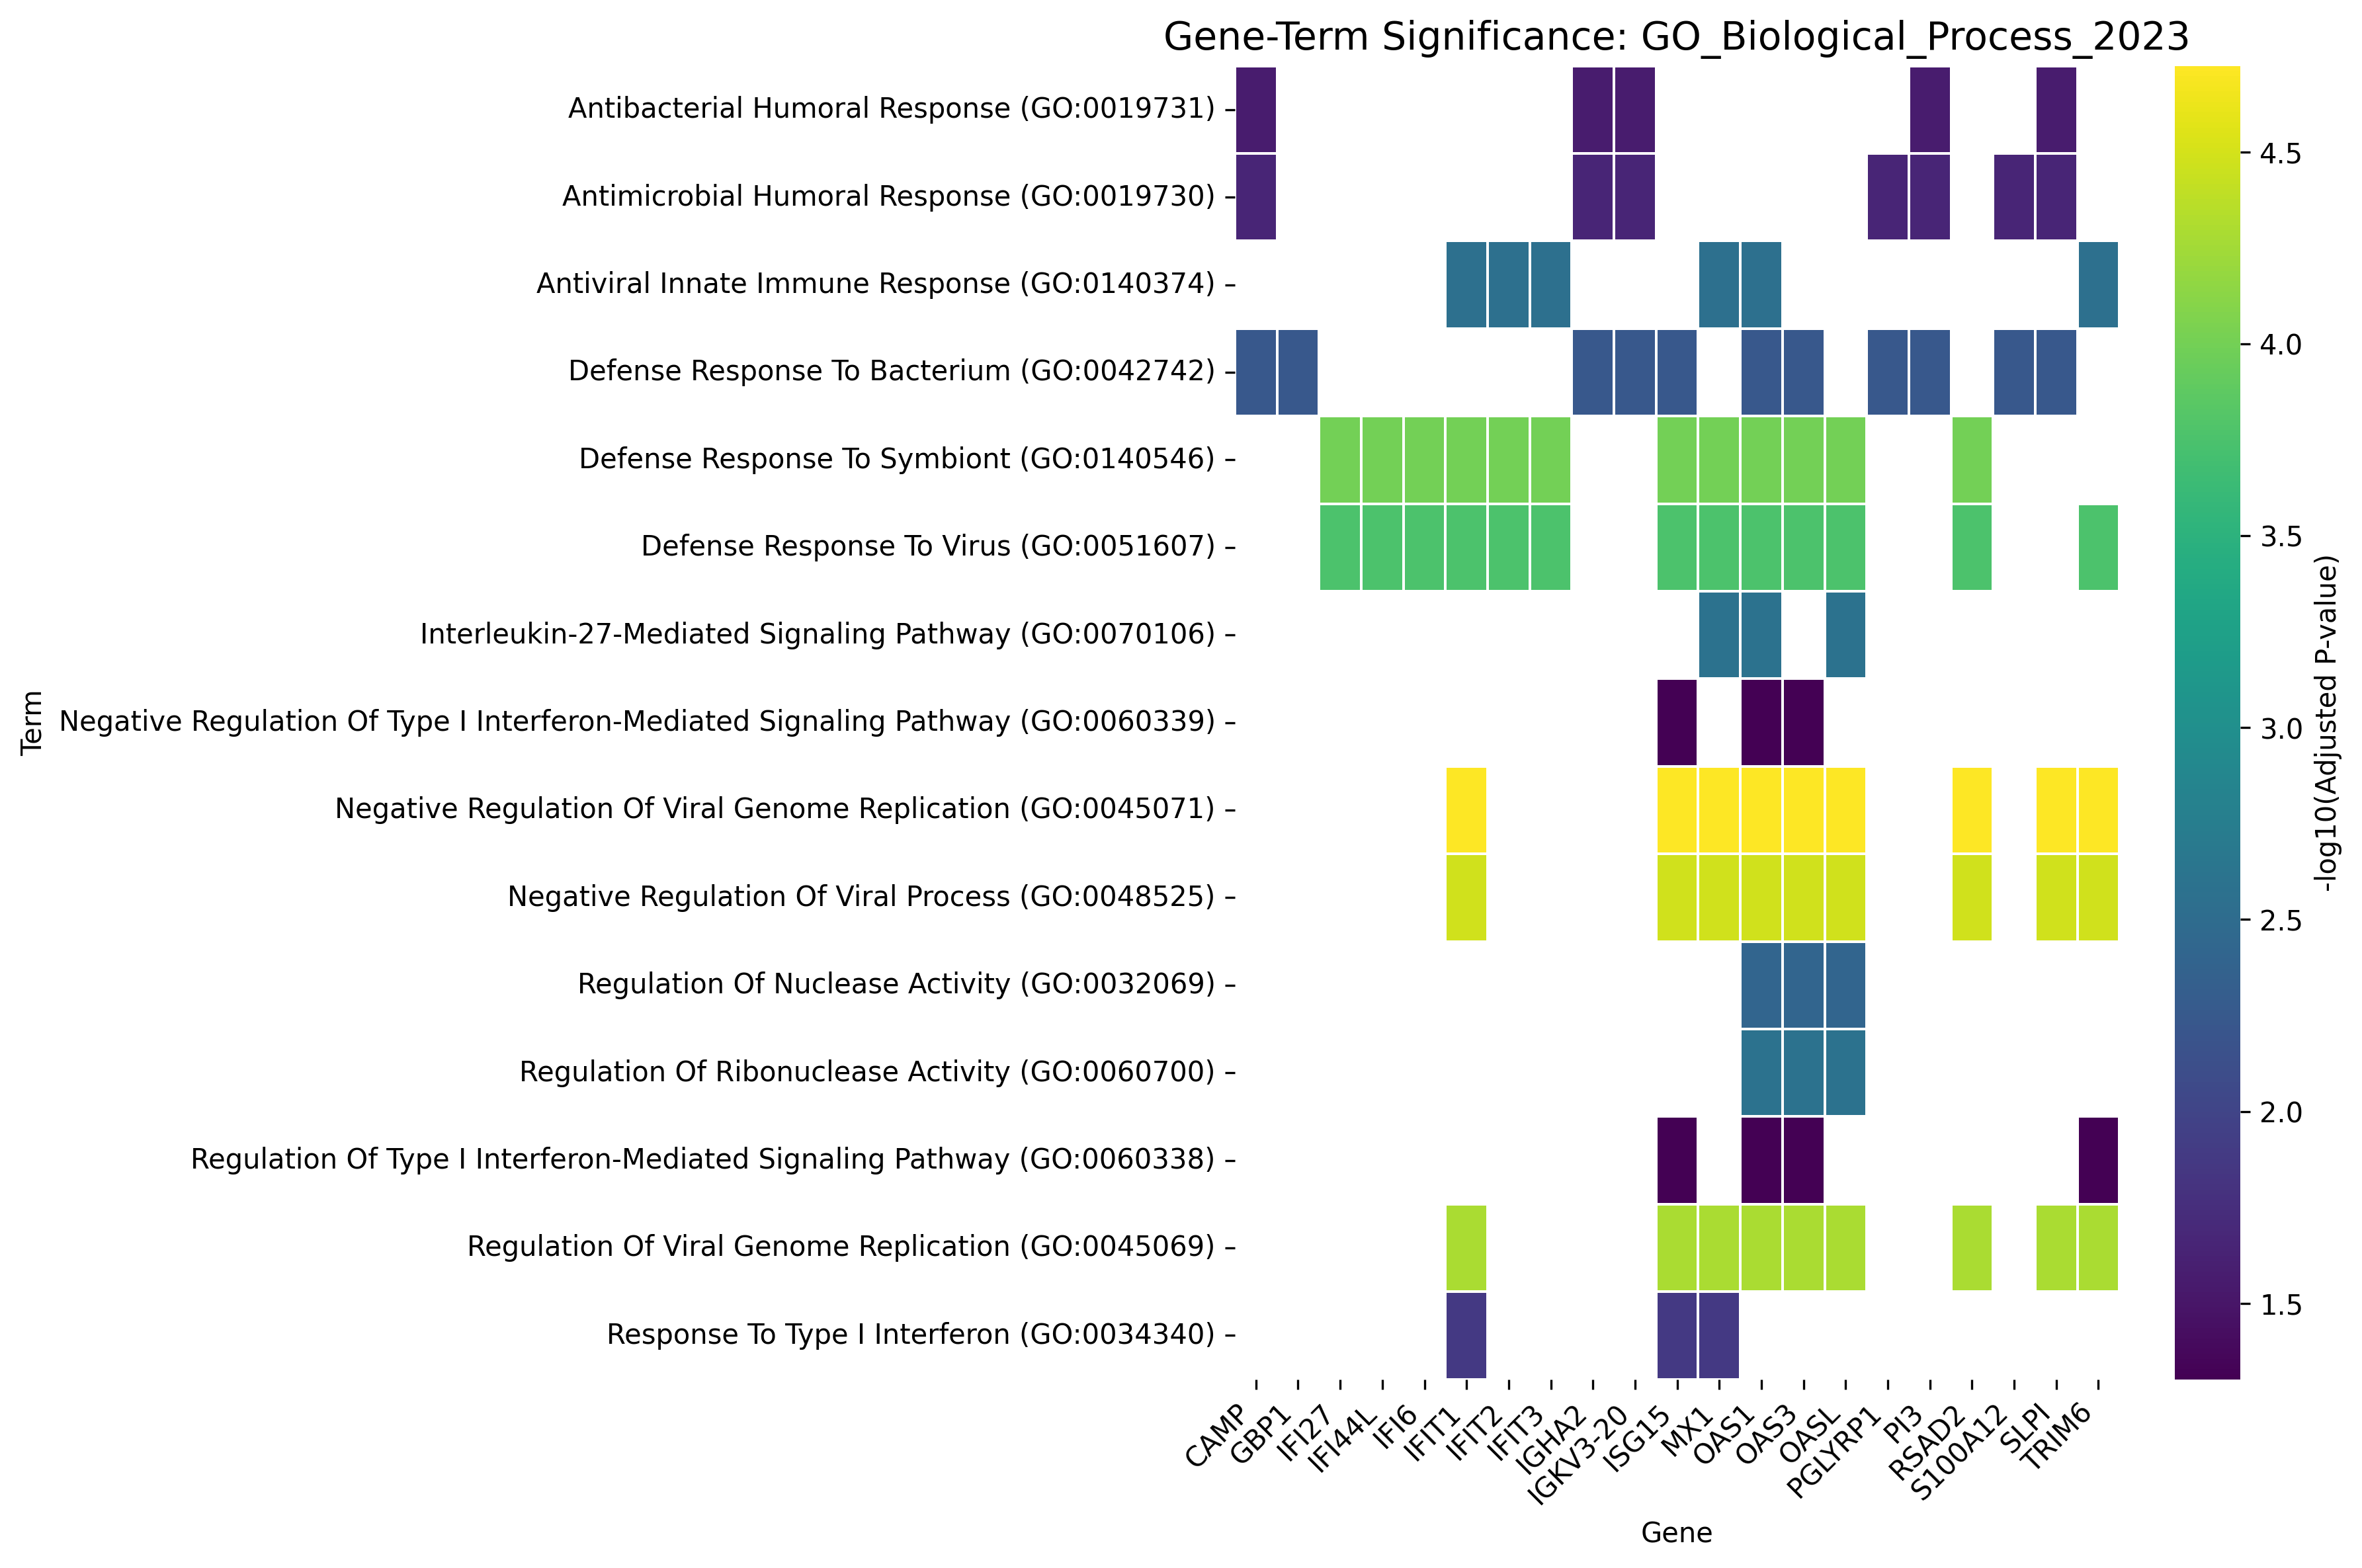 Gene-Term Significance: GO_Biological_Process_2023
Antibacterial Humoral Response (GO:0019731)
Antimicrobial Humoral Response (GO:0019730)
Antiviral Innate Immune Response (GO:0140374)
Defense Response To Bacterium (GO:0042742)
Defense Response To Symbiont (GO:0140546)
Defense Response To Virus (GO:0051607)
Interleukin-27-Mediated Signaling Pathway (GO:0070106)
Negative Regulation Of Type I Interferon-Mediated Signaling Pathway (GO:0060339)
Negative Regulation Of Viral Genome Replication (GO:0045071)
Negative Regulation Of Viral Process (GO:0048525)
Regulation Of Nuclease Activity (GO:0032069)
Regulation Of Ribonuclease Activity (GO:0060700)
Regulation Of Type I Interferon-Mediated Signaling Pathway (GO:0060338)
Regulation Of Viral Genome Replication (GO:0045069)
Response To Type I Interferon (GO:0034340)
Term
CAMP
GBP1
IFI27
IFI44L
IFI6
IFIT1
IFIT2
IFIT3
IGHA2
IGKV3-20
ISG15
MX1
OAS1
OAS3
OASL
PGLYRP1
PI3
RSAD2
S100A12
SLPI
TRIM6
Gene
4.5
4.0
3.5
3.0
2.5
2.0
1.5
-log10(Adjusted P-value)